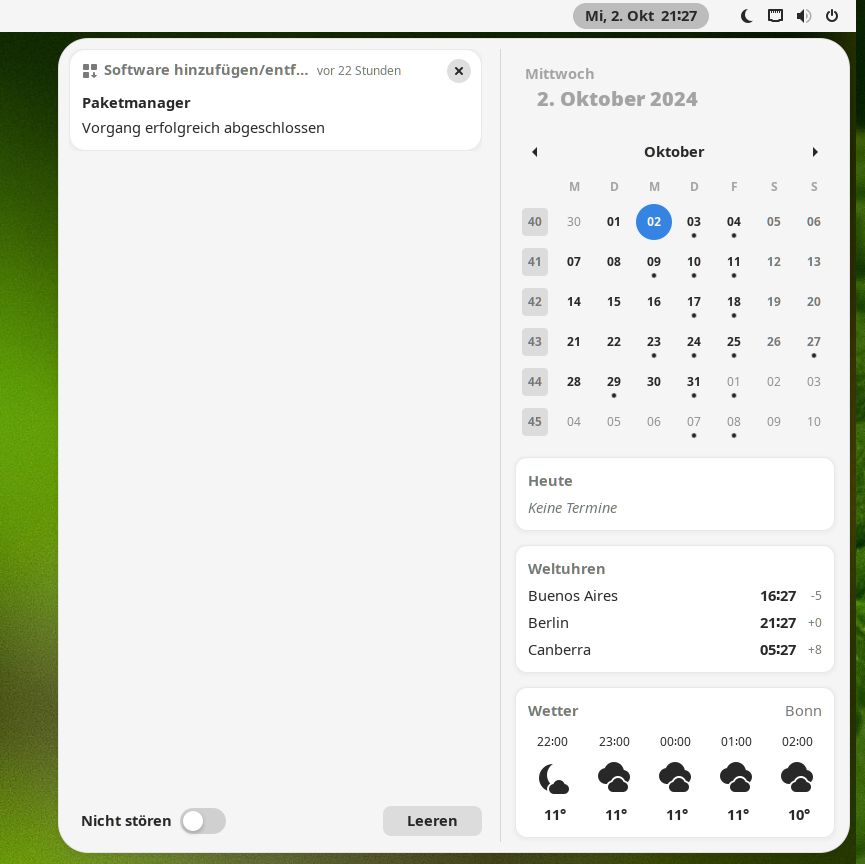 Mi, 2. Okt 21:27
Software hinzufügen/entf... vor 22 Stunden
Paketmanager
Vorgang erfolgreich abgeschlossen
Nicht stören
Leeren
Mittwoch
2. Oktober 2024
Oktober
M D M D F S S
40 30 01 02 03 04 05 06
41 07 08 09 10 11 12 13
42 14 15 16 17 18 19 20
43 21 22 23 24 25 26 27
44 28 29 30 31 01 02 03
45 04 05 06 07 08 09 10
Heute
Keine Termine
Weltuhren
Buenos Aires 16:27 -5
Berlin 21:27 +0
Canberra 05:27 +8
Wetter Bonn
22:00 23:00 00:00 01:00 02:00
11° 11° 11° 11° 10°